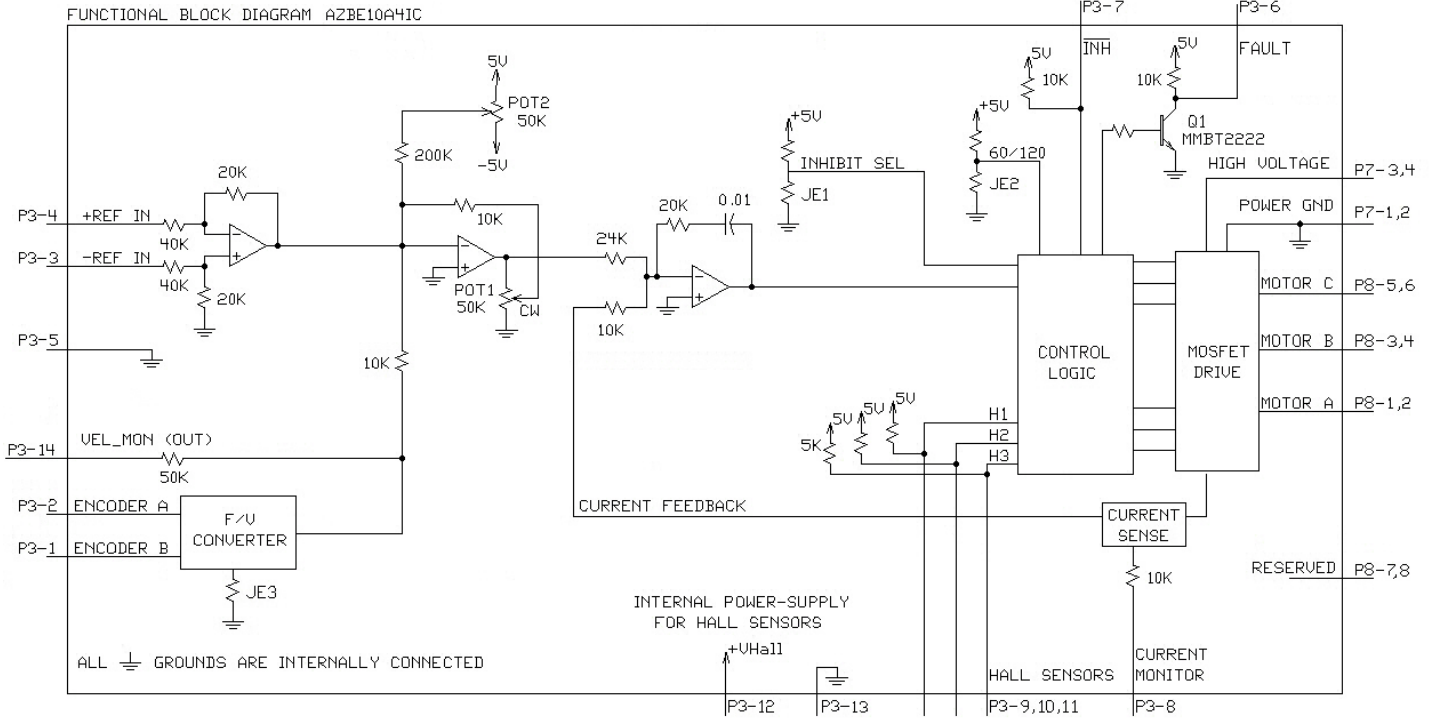 FUNCTIONAL BLOCK DIAGRAM AZBE10A4IC
P3-7
P3-6
INH
FAULT
5V
10K
5V
10K
Q1
MMBT2222
5V
POT2
50K
-5V
200K
+5V
INHIBIT SEL
JE1
+5V
60/120
JE2
HIGH VOLTAGE
P7-3,4
POWER GND
P7-1,2
20K
P3-4
+REF IN
40K
P3-3
-REF IN
40K
20K
10K
POT1
50K
CW
24K
20K
0.01
10K
MOTOR C
P8-5,6
MOTOR B
P8-3,4
MOTOR A
P8-1,2
CONTROL
LOGIC
MOSFET
DRIVE
P3-5
10K
VEL_MON (OUT)
P3-14
50K
5V
5V
5V
5K
H1
H2
H3
P3-2
ENCODER A
P3-1
ENCODER B
F/V
CONVERTER
JE3
CURRENT FEEDBACK
CURRENT
SENSE
10K
RESERVED
P8-7,8
INTERNAL POWER-SUPPLY
FOR HALL SENSORS
+VHall
ALL GROUNDS ARE INTERNALLY CONNECTED
HALL SENSORS
CURRENT
MONITOR
P3-12
P3-13
P3-9,10,11
P3-8